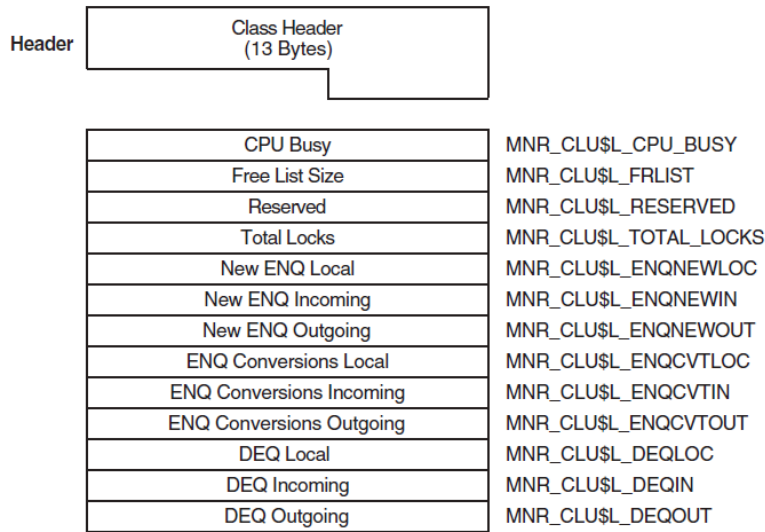 Header
Class Header
(13 Bytes)
CPU Busy MNR_CLU$L_CPU_BUSY
Free List Size MNR_CLU$L_FRLIST
Reserved MNR_CLU$L_RESERVED
Total Locks MNR_CLU$L_TOTAL_LOCKS
New ENQ Local MNR_CLU$L_ENQNEWLOC
New ENQ Incoming MNR_CLU$L_ENQNEWIN
New ENQ Outgoing MNR_CLU$L_ENQNEWOUT
ENQ Conversions Local MNR_CLU$L_ENQCVTLOC
ENQ Conversions Incoming MNR_CLU$L_ENQCVTIN
ENQ Conversions Outgoing MNR_CLU$L_ENQCVTOUT
DEQ Local MNR_CLU$L_DEQLOC
DEQ Incoming MNR_CLU$L_DEQIN
DEQ Outgoing MNR_CLU$L_DEQOUT